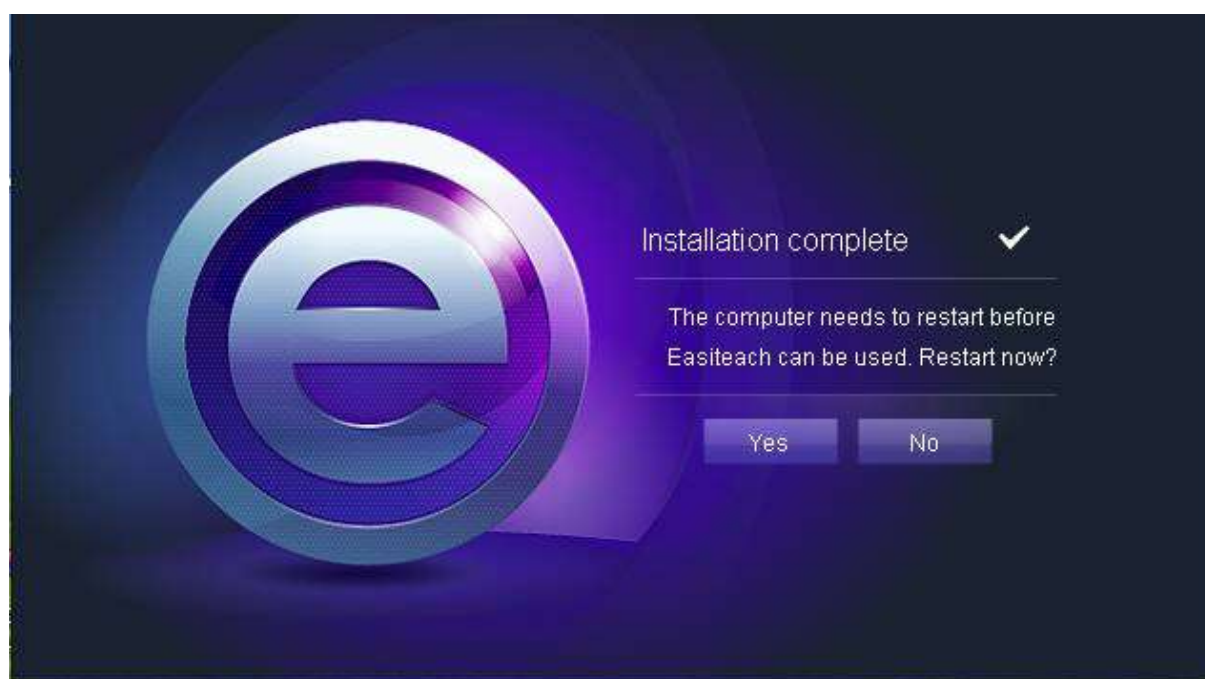 e
Installation complete
The computer needs to restart before
Easiteach can be used. Restart now?
Yes No